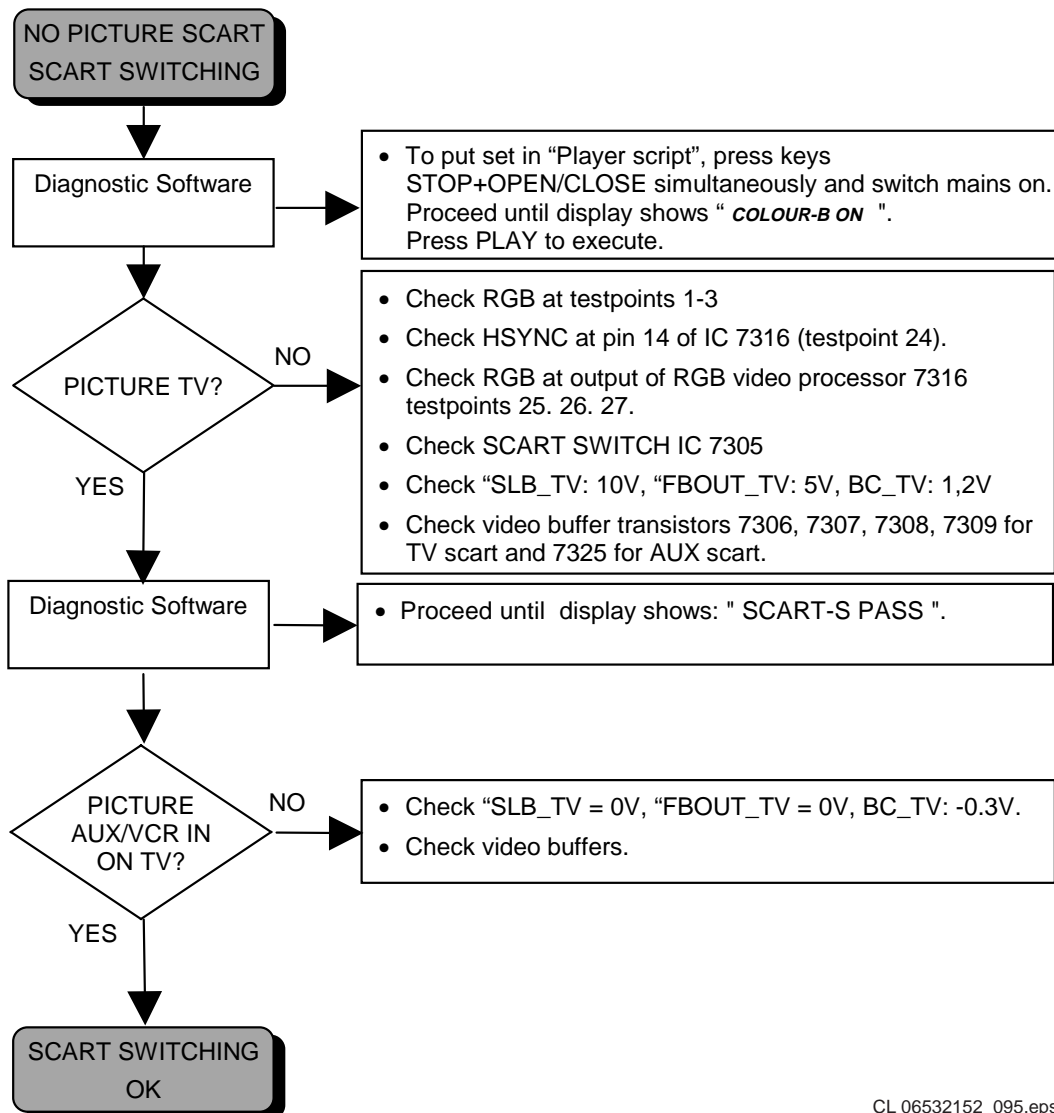 NO PICTURE SCART
SCART SWITCHING
Diagnostic Software
• To put set in “Player script”, press keys
STOP+OPEN/CLOSE simultaneously and switch mains on.
Proceed until display shows “ COLOUR-B ON ".
Press PLAY to execute.
PICTURE TV?
NO
• Check RGB at testpoints 1-3
• Check HSYNC at pin 14 of IC 7316 (testpoint 24).
• Check RGB at output of RGB video processor 7316
testpoints 25. 26. 27.
• Check SCART SWITCH IC 7305
• Check “SLB_TV: 10V, “FBOUT_TV: 5V, BC_TV: 1,2V
• Check video buffer transistors 7306, 7307, 7308, 7309 for
TV scart and 7325 for AUX scart.
YES
Diagnostic Software
• Proceed until display shows: " SCART-S PASS ".
PICTURE
AUX/VCR IN
ON TV?
NO
• Check “SLB_TV = 0V, “FBOUT_TV = 0V, BC_TV: -0.3V.
• Check video buffers.
YES
SCART SWITCHING
OK
CL 06532152_095.eps